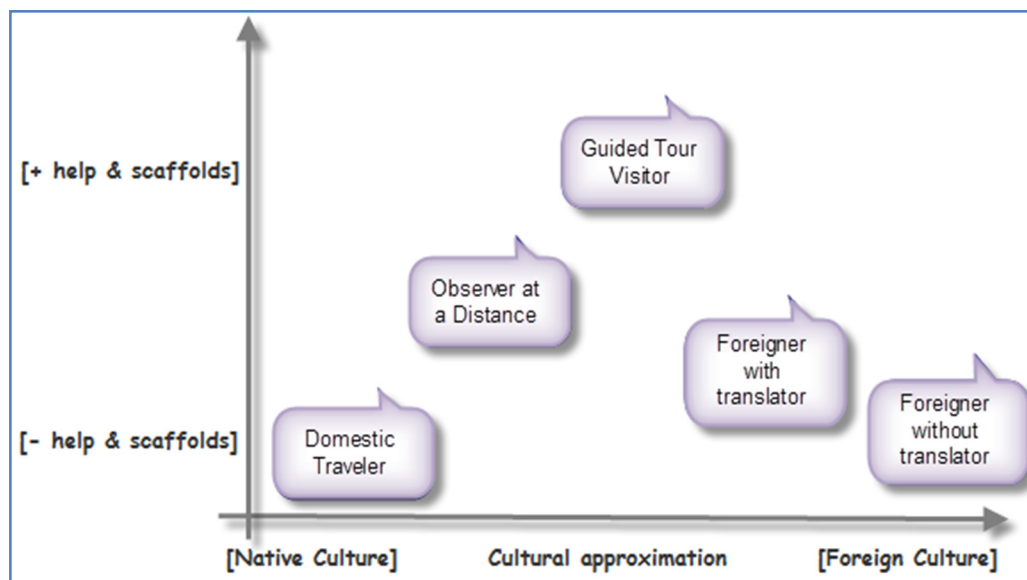 Guided Tour
Visitor
[+ help & scaffolds]
Observer at
a Distance
Foreigner
with
translator
Foreigner
without
translator
Domestic
Traveler
[- help & scaffolds]
[Native Culture]
Cultural approximation
[Foreign Culture]